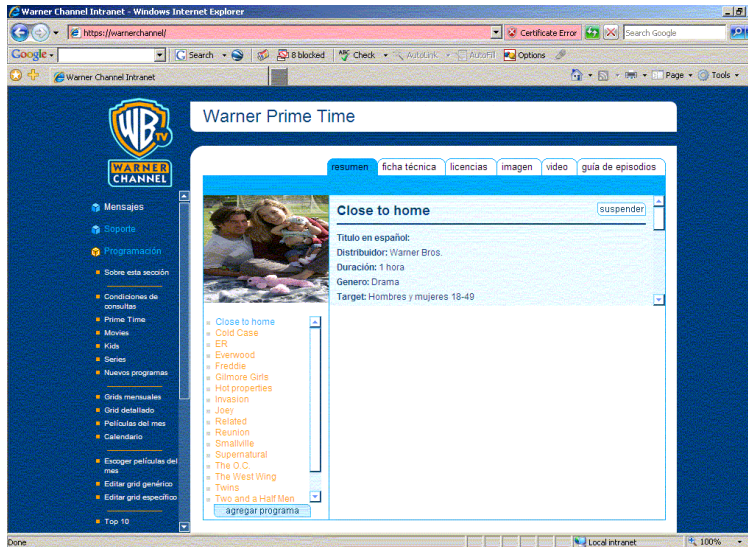 Warner Channel Intranet - Windows Internet Explorer
https://warnerchannel/
Certificate Error
Search Google
Google
Search
8 blocked
ABC Check
AutoLink
AutoFill
Options
Warner Channel Intranet
Page
Tools
WB TV
WARNER
CHANNEL
Warner Prime Time
resumen
ficha técnica
licencias
imagen
video
guía de episodios
Mensajes
Soporte
Programación
Sobre esta sección
Condiciones de
consultas
Prime Time
Movies
Kids
Series
Nuevos programas
Grids mensuales
Grid detallado
Películas del mes
Calendario
Escoger películas del
mes
Editar grid genérico
Editar grid específico
Top 10
Close to home
suspender
Titulo en español:
Distribuidor: Warner Bros.
Duración: 1 hora
Genero: Drama
Target: Hombres y mujeres 18-49
Close to home
Cold Case
ER
Everwood
Freddie
Gilmore Girls
Hot properties
Invasion
Joey
Related
Reunion
Smallville
Supernatural
The O.C.
The West Wing
Twins
Two and a Half Men
agregar programa
Done
Local intranet
100%